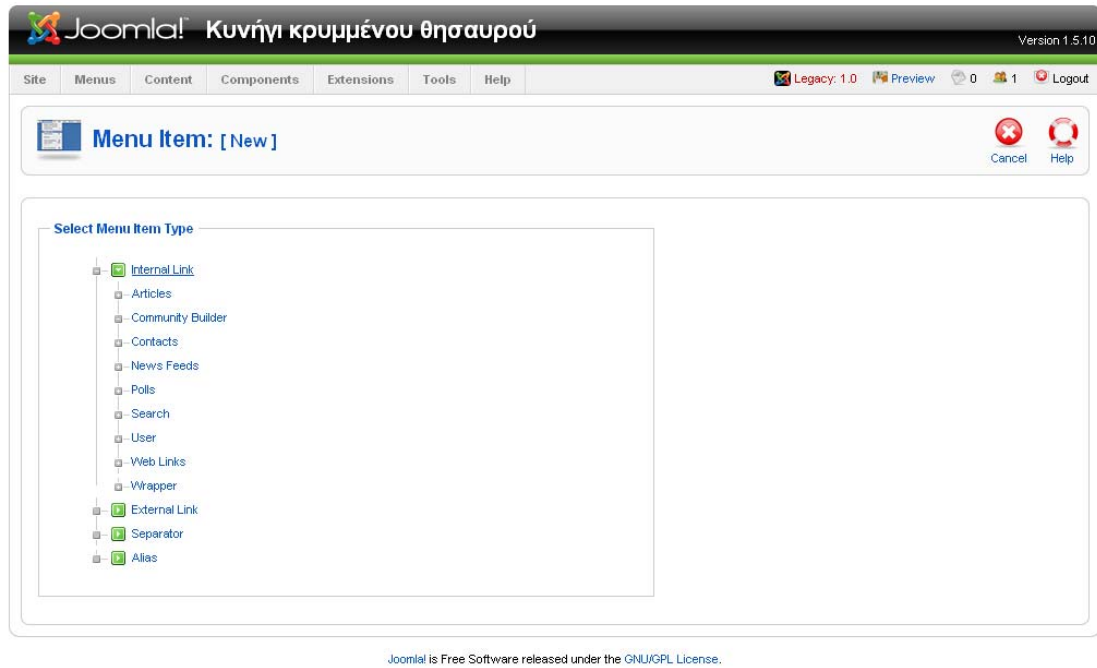 Joomla! Κυνήγι κρυμμένου θησαυρού
Version 1.5.10
Site Menus Content Components Extensions Tools Help Legacy: 1.0 Preview 0 1 Logout
Menu Item: [ New ]
Cancel Help
Select Menu Item Type
Internal Link
Articles
Community Builder
Contacts
News Feeds
Polls
Search
User
Web Links
Wrapper
External Link
Separator
Alias
Joomla! is Free Software released under the GNU/GPL License.